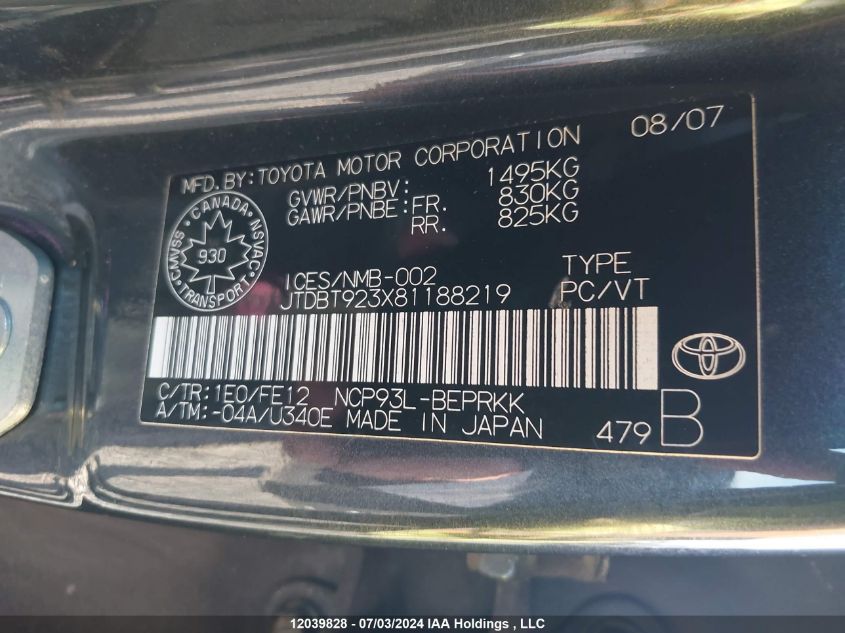 MFD. BY: TOYOTA MOTOR CORPORATION 08/07
GVWR/PNBV: 1495KG
GAWR/PNBE: FR. 830KG
RR. 825KG
CANADA
CMVSS • NSVAC
930
TRANSPORT
ICES/NMB-002
TYPE
JTDBT923X81188219
PC/VT
C/TR: 1E0/FE12 NCP93L-BEPRKK
A/TM: -04A/U340E MADE IN JAPAN
479 B
12039828 - 07/03/2024 IAA Holdings , LLC